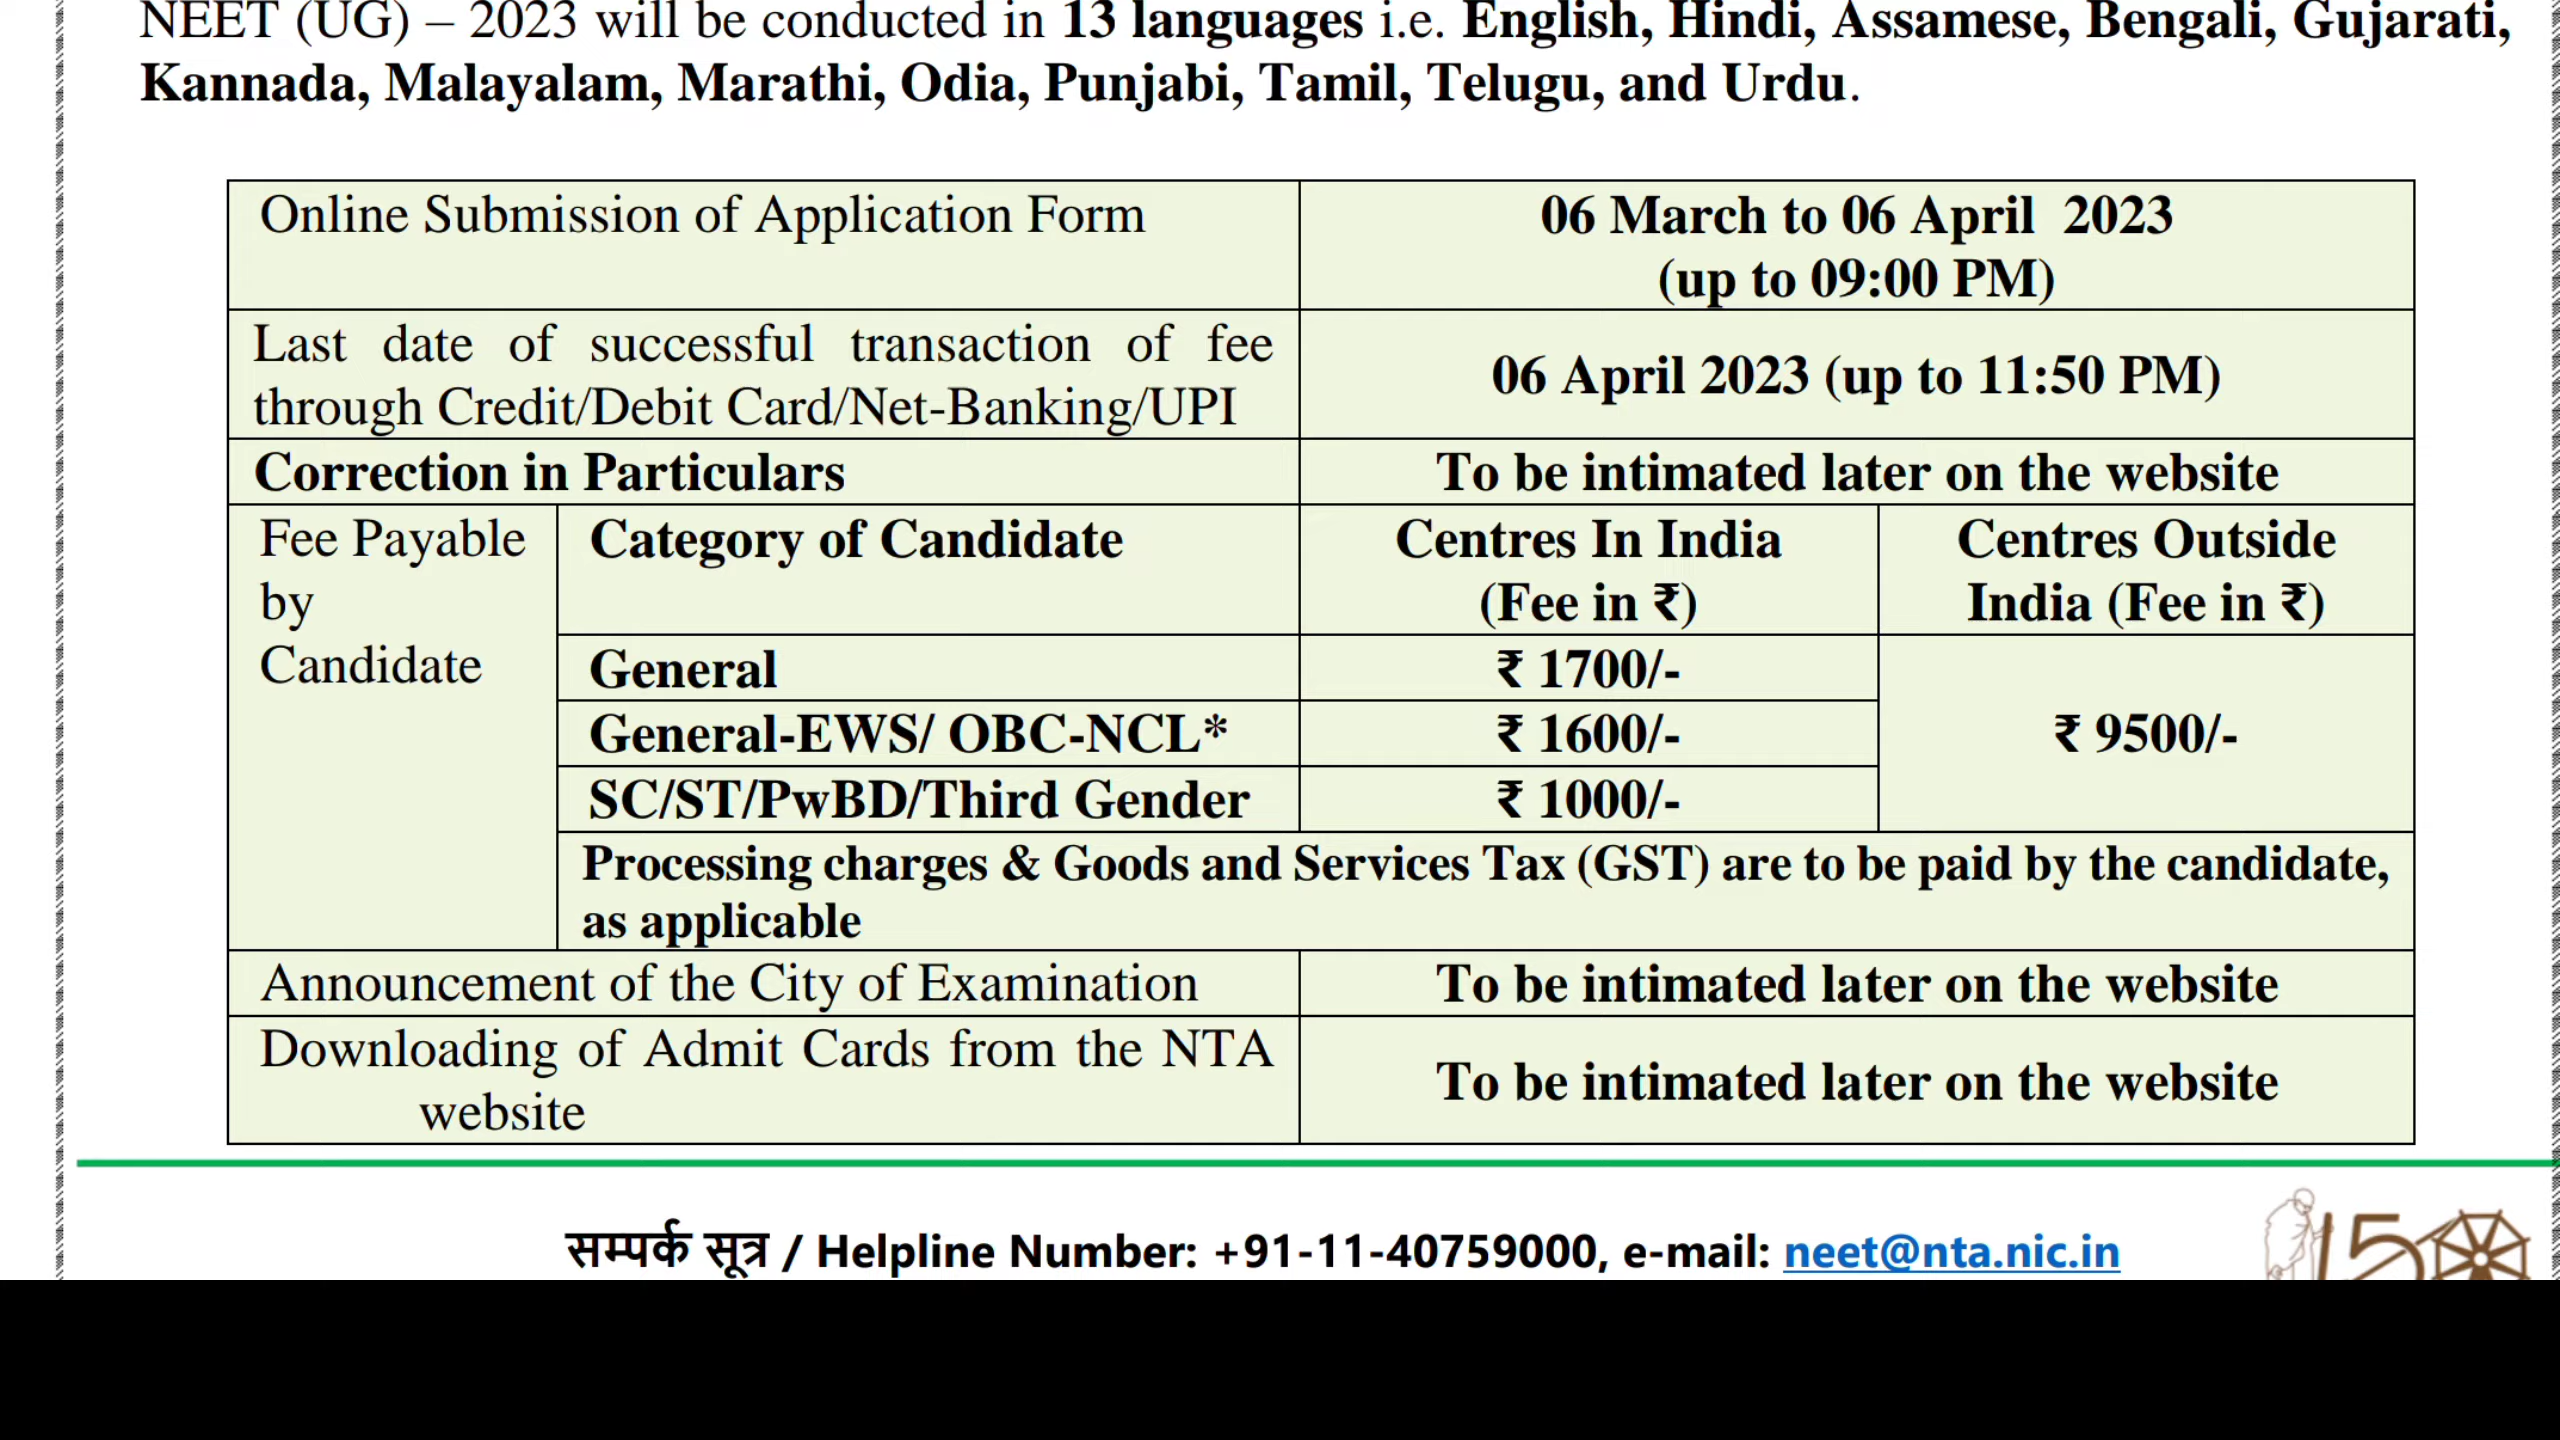 NEET (UG) – 2023 will be conducted in 13 languages i.e. English, Hindi, Assamese, Bengali, Gujarati,
Kannada, Malayalam, Marathi, Odia, Punjabi, Tamil, Telugu, and Urdu.
Online Submission of Application Form
06 March to 06 April 2023
(up to 09:00 PM)
Last date of successful transaction of fee
through Credit/Debit Card/Net-Banking/UPI
06 April 2023 (up to 11:50 PM)
Correction in Particulars
To be intimated later on the website
Fee Payable
by
Candidate
Category of Candidate
Centres In India
(Fee in ₹)
Centres Outside
India (Fee in ₹)
General
₹ 1700/-
General-EWS/ OBC-NCL*
₹ 1600/-
₹ 9500/-
SC/ST/PwBD/Third Gender
₹ 1000/-
Processing charges & Goods and Services Tax (GST) are to be paid by the candidate,
as applicable
Announcement of the City of Examination
To be intimated later on the website
Downloading of Admit Cards from the NTA
website
To be intimated later on the website
सम्पर्क सूत्र / Helpline Number: +91-11-40759000, e-mail: neet@nta.nic.in
150